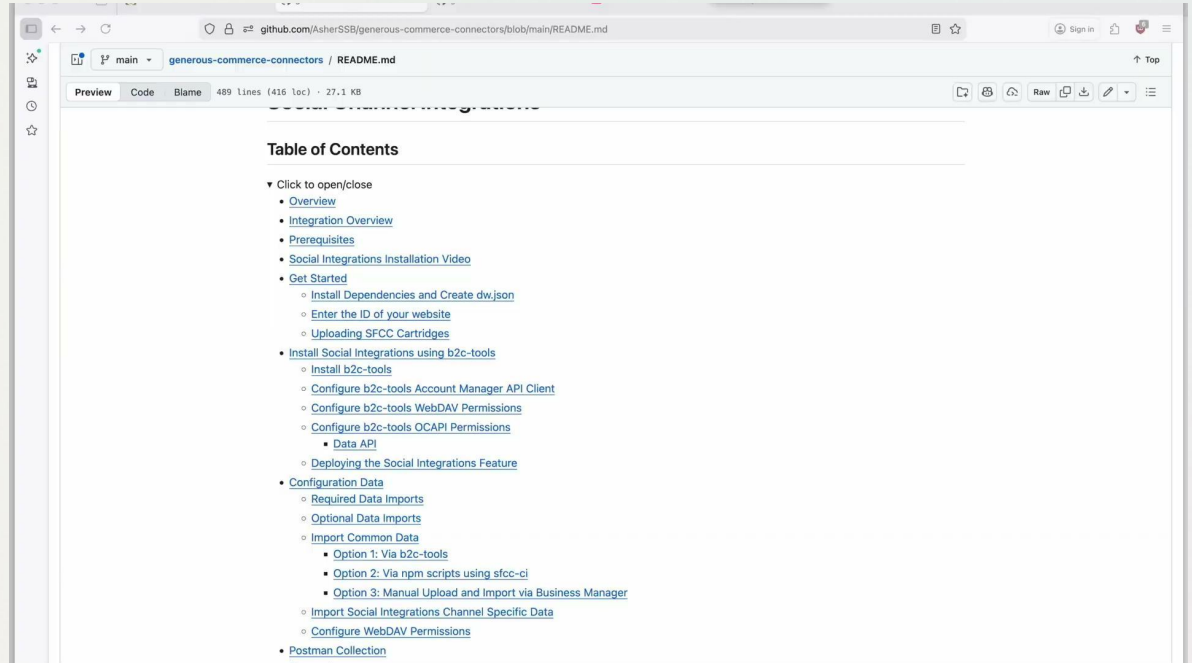 github.com/AsherSSB/generous-commerce-connectors/blob/main/README.md
Sign in
main
generous-commerce-connectors / README.md
Top
Preview Code Blame 489 lines (416 loc) · 27.1 KB
Raw
Social Channel Integrations
Table of Contents
Click to open/close
Overview
Integration Overview
Prerequisites
Social Integrations Installation Video
Get Started
Install Dependencies and Create dw.json
Enter the ID of your website
Uploading SFCC Cartridges
Install Social Integrations using b2c-tools
Install b2c-tools
Configure b2c-tools Account Manager API Client
Configure b2c-tools WebDAV Permissions
Configure b2c-tools OCAPI Permissions
Data API
Deploying the Social Integrations Feature
Configuration Data
Required Data Imports
Optional Data Imports
Import Common Data
Option 1: Via b2c-tools
Option 2: Via npm scripts using sfcc-ci
Option 3: Manual Upload and Import via Business Manager
Import Social Integrations Channel Specific Data
Configure WebDAV Permissions
Postman Collection